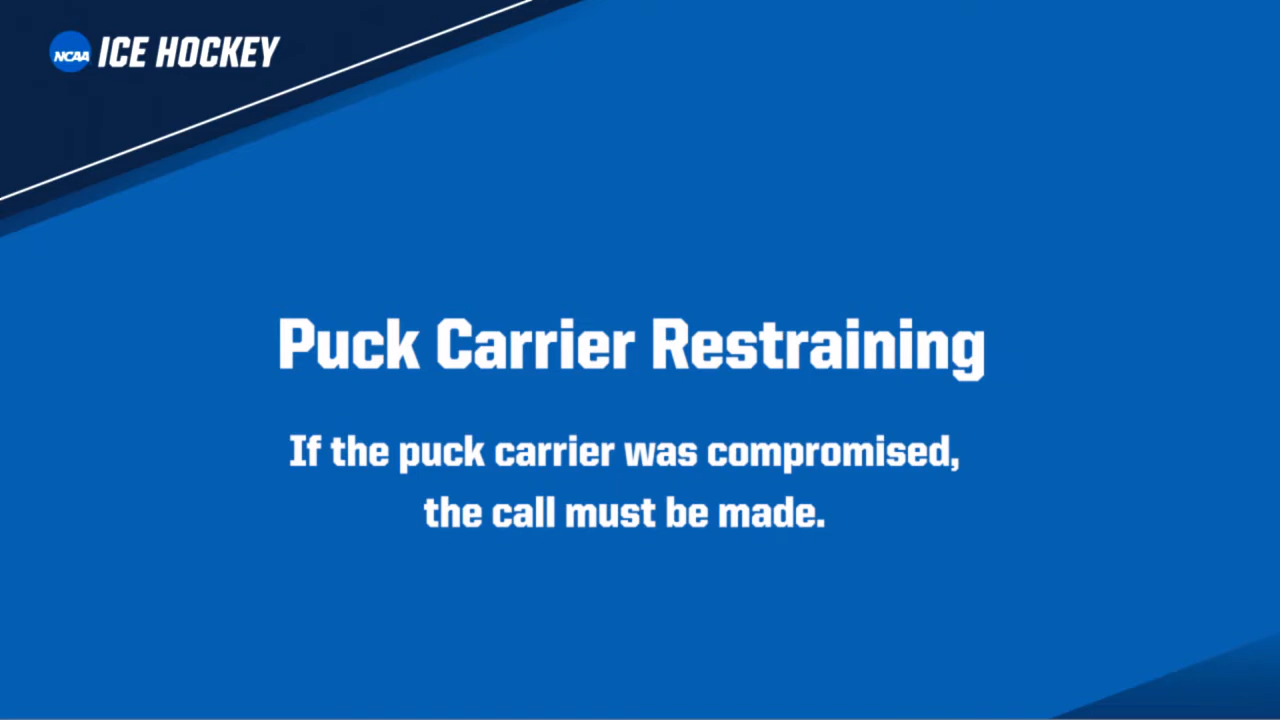 NCAA ICE HOCKEY
Puck Carrier Restraining
If the puck carrier was compromised,
the call must be made.